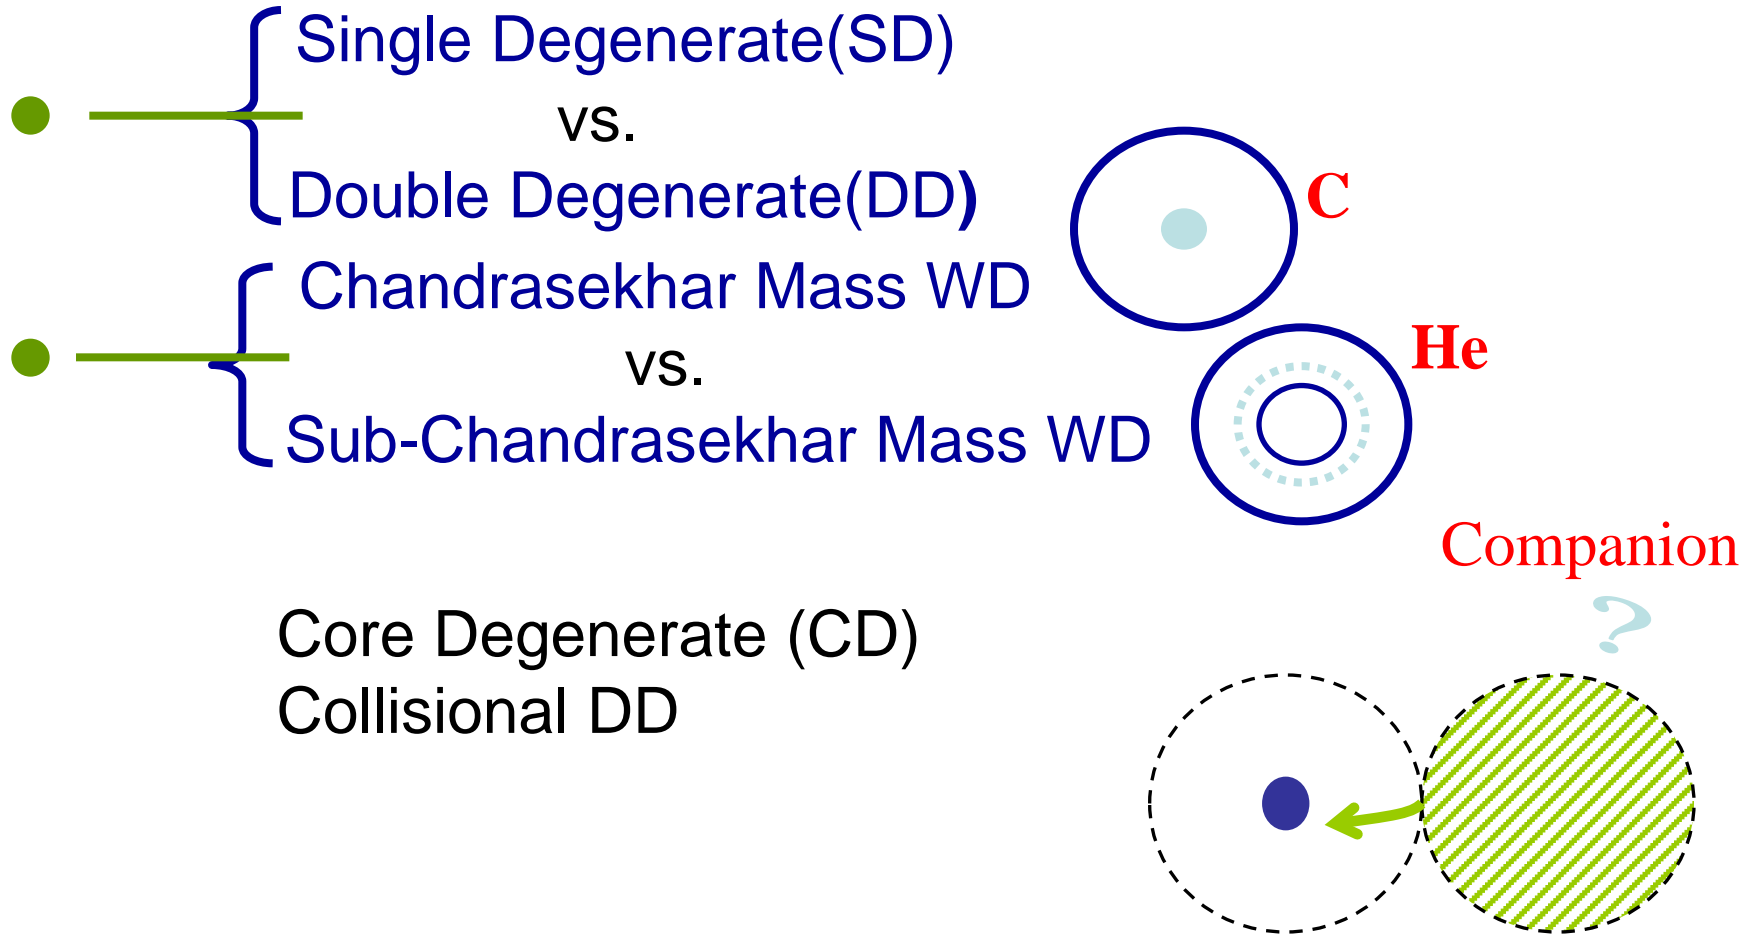 Single Degenerate(SD)
vs.
Double Degenerate(DD)
C
Chandrasekhar Mass WD
vs.
He
Sub-Chandrasekhar Mass WD
Companion
?
Core Degenerate (CD)
Collisional DD